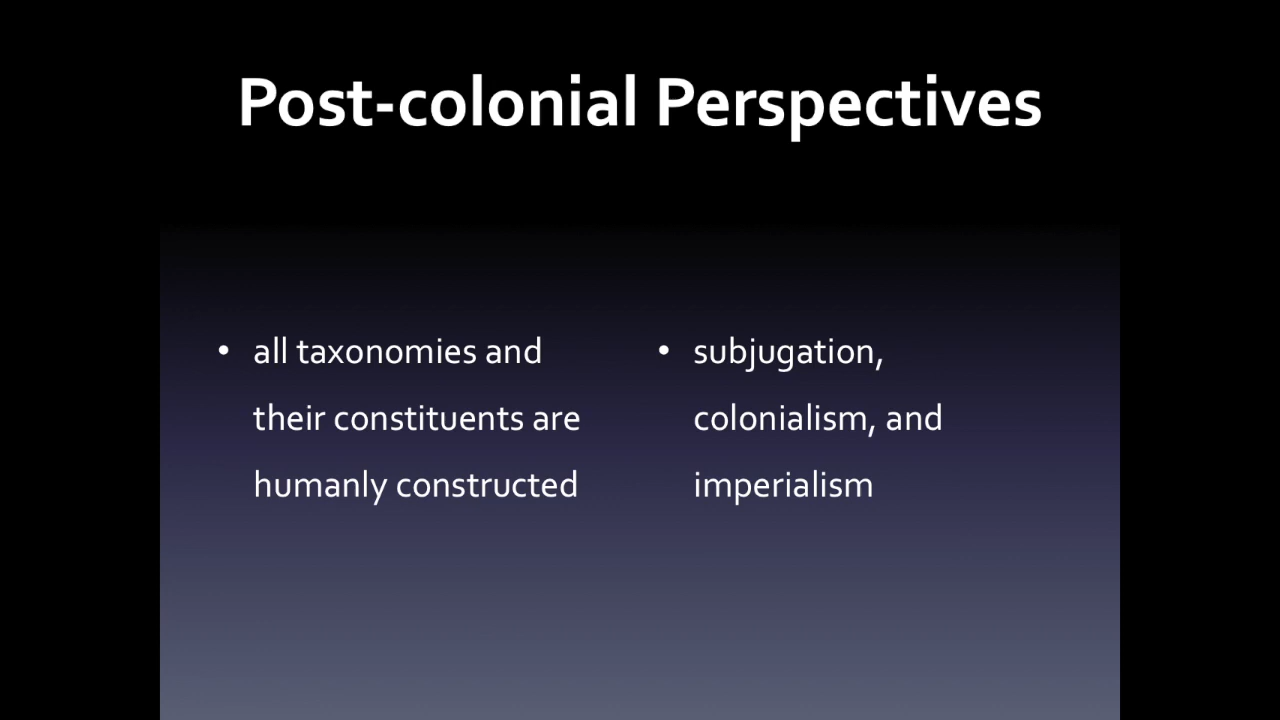 Post-colonial Perspectives
• all taxonomies and
their constituents are
humanly constructed
• subjugation,
colonialism, and
imperialism